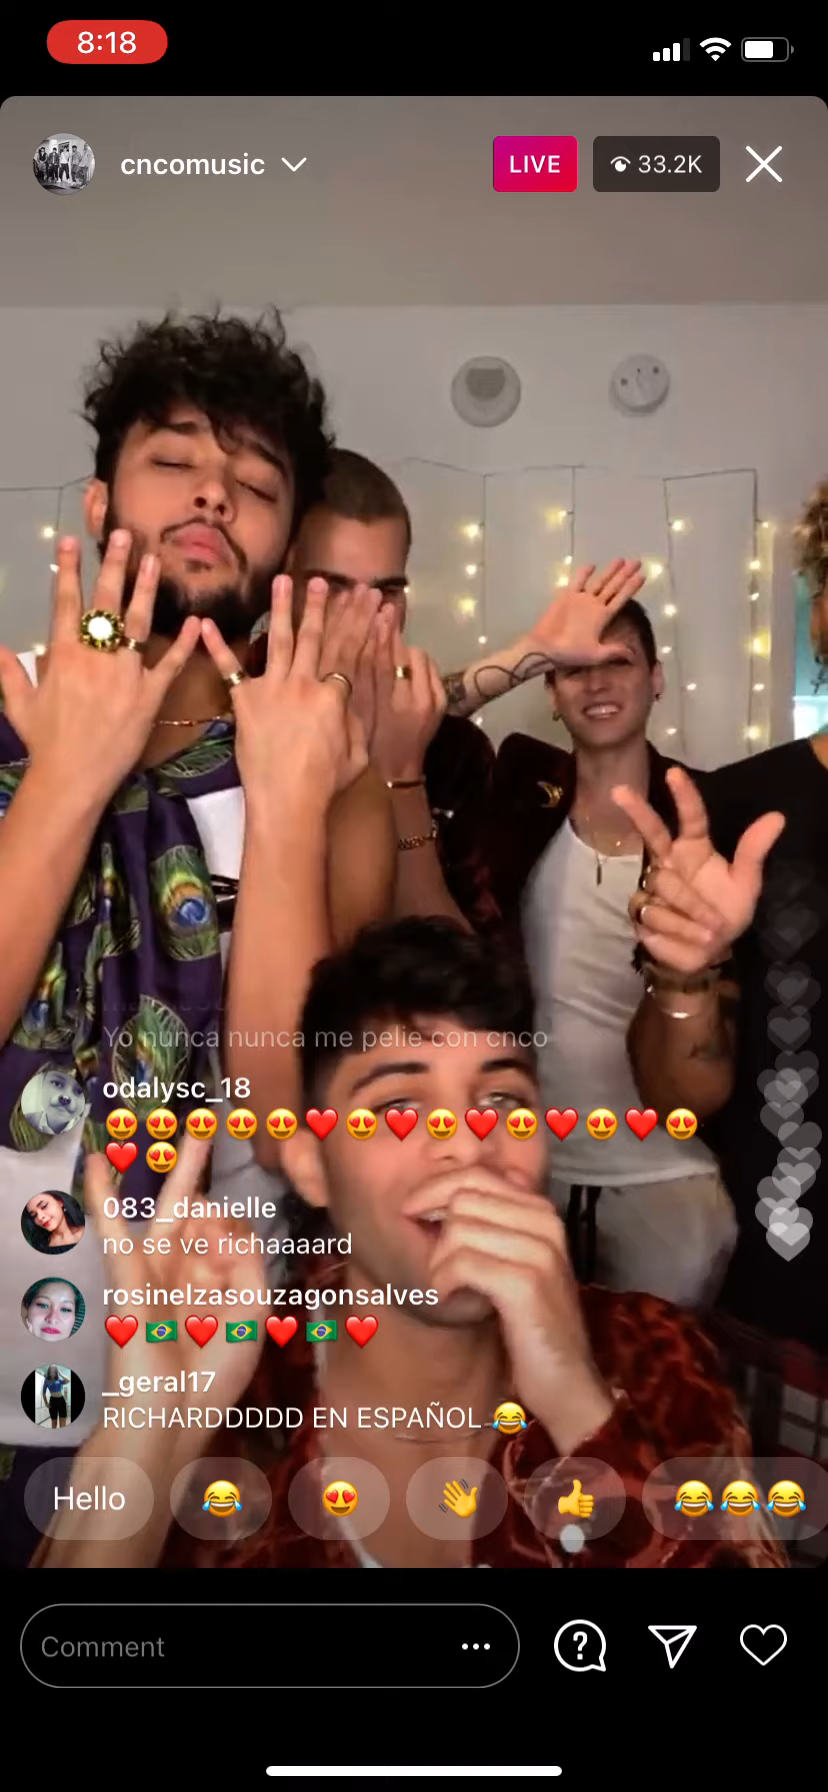 8:18
cncomusic
LIVE
33.2K
Yo nunca nunca me pelie con cnco
odalysc_18
😍😍😍😍😍❤️😍❤️😍❤️😍❤️😍❤️😍
❤️😍
083_danielle
no se ve richaaaard
rosinelzasouzagonsalves
❤️🇧🇷❤️🇧🇷❤️🇧🇷❤️
_geral17
RICHARDDDDD EN ESPAÑOL 😂
Hello 😂 😍 👋 👍 😂😂😂
Comment